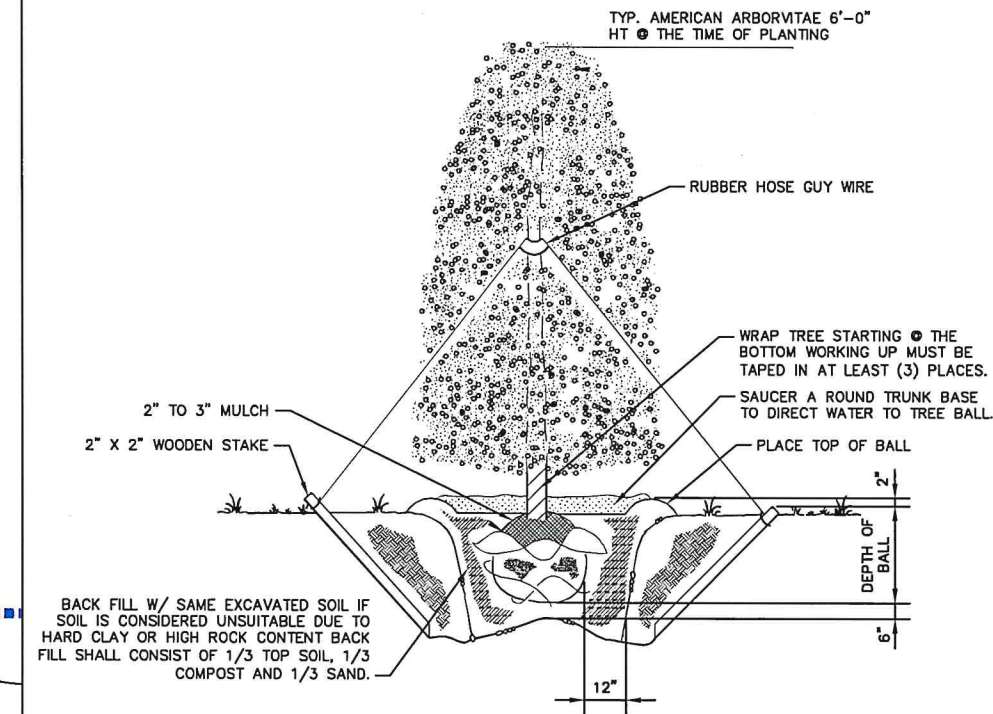 TYP. AMERICAN ARBORVITAE 6'-0"
HT @ THE TIME OF PLANTING
RUBBER HOSE GUY WIRE
WRAP TREE STARTING @ THE
BOTTOM WORKING UP MUST BE
TAPED IN AT LEAST (3) PLACES.
SAUCER A ROUND TRUNK BASE
TO DIRECT WATER TO TREE BALL.
PLACE TOP OF BALL
2" TO 3" MULCH
2" X 2" WOODEN STAKE
2"
DEPTH OF
BALL
6"
BACK FILL W/ SAME EXCAVATED SOIL IF
SOIL IS CONSIDERED UNSUITABLE DUE TO
HARD CLAY OR HIGH ROCK CONTENT BACK
FILL SHALL CONSIST OF 1/3 TOP SOIL, 1/3
COMPOST AND 1/3 SAND.
12"